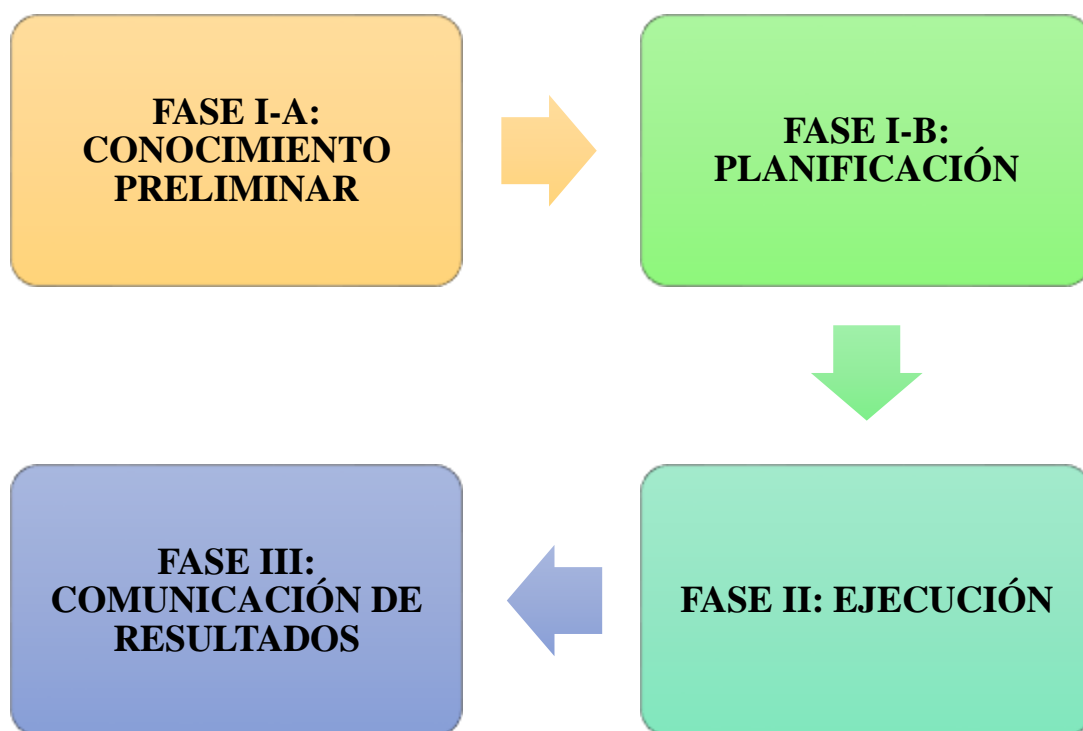 FASE I-A:
CONOCIMIENTO
PRELIMINAR
FASE I-B:
PLANIFICACIÓN
FASE II: EJECUCIÓN
FASE III:
COMUNICACIÓN DE
RESULTADOS